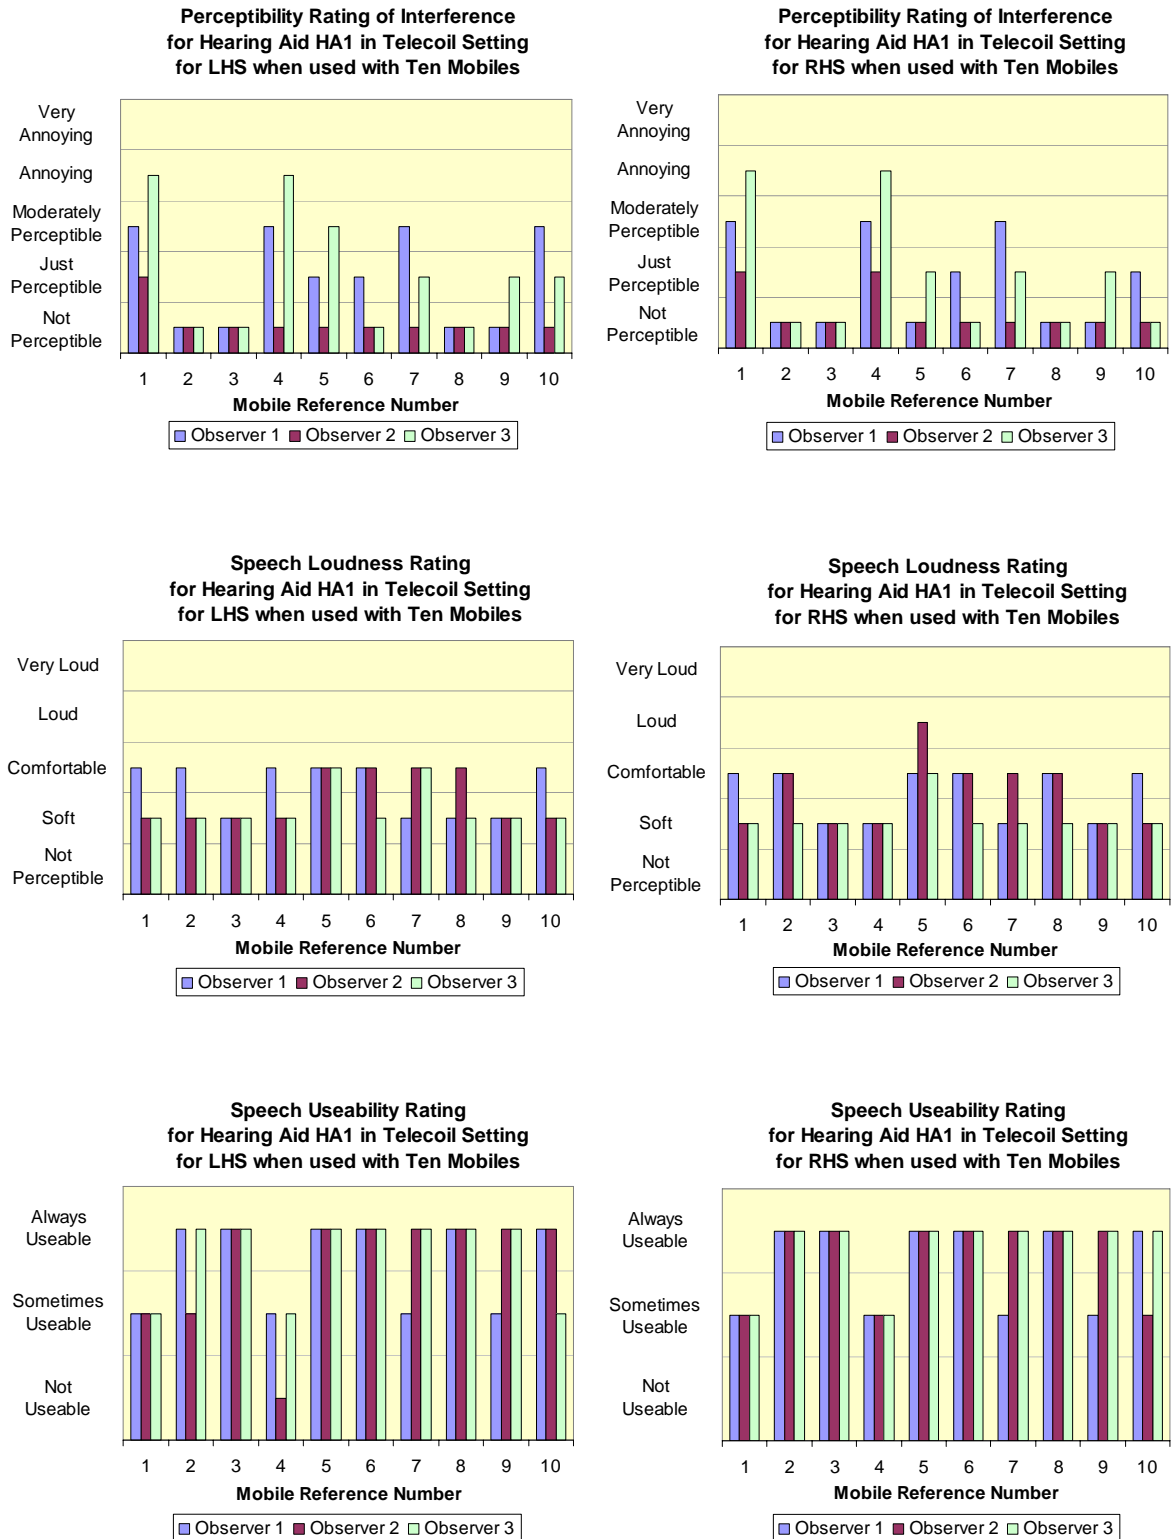 Perceptibility Rating of Interference
for Hearing Aid HA1 in Telecoil Setting
for LHS when used with Ten Mobiles
Very
Annoying
Annoying
Moderately
Perceptible
Just
Perceptible
Not
Perceptible
1 2 3 4 5 6 7 8 9 10
Mobile Reference Number
Observer 1 Observer 2 Observer 3
Perceptibility Rating of Interference
for Hearing Aid HA1 in Telecoil Setting
for RHS when used with Ten Mobiles
Very
Annoying
Annoying
Moderately
Perceptible
Just
Perceptible
Not
Perceptible
1 2 3 4 5 6 7 8 9 10
Mobile Reference Number
Observer 1 Observer 2 Observer 3
Speech Loudness Rating
for Hearing Aid HA1 in Telecoil Setting
for LHS when used with Ten Mobiles
Very Loud
Loud
Comfortable
Soft
Not
Perceptible
1 2 3 4 5 6 7 8 9 10
Mobile Reference Number
Observer 1 Observer 2 Observer 3
Speech Loudness Rating
for Hearing Aid HA1 in Telecoil Setting
for RHS when used with Ten Mobiles
Very Loud
Loud
Comfortable
Soft
Not
Perceptible
1 2 3 4 5 6 7 8 9 10
Mobile Reference Number
Observer 1 Observer 2 Observer 3
Speech Useability Rating
for Hearing Aid HA1 in Telecoil Setting
for LHS when used with Ten Mobiles
Always
Useable
Sometimes
Useable
Not
Useable
1 2 3 4 5 6 7 8 9 10
Mobile Reference Number
Observer 1 Observer 2 Observer 3
Speech Useability Rating
for Hearing Aid HA1 in Telecoil Setting
for RHS when used with Ten Mobiles
Always
Useable
Sometimes
Useable
Not
Useable
1 2 3 4 5 6 7 8 9 10
Mobile Reference Number
Observer 1 Observer 2 Observer 3